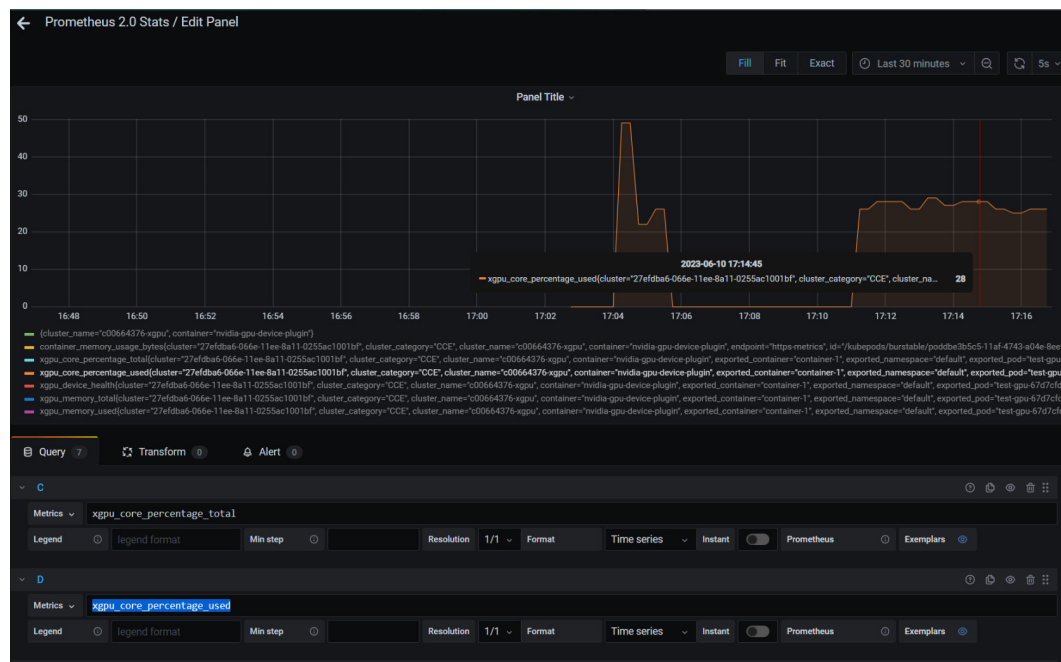 Prometheus 2.0 Stats / Edit Panel
Fill Fit Exact Last 30 minutes 5s
Panel Title
50
40
30
20
10
0
16:48 16:50 16:52 16:54 16:56 16:58 17:00 17:02 17:04 17:06 17:08 17:10 17:12 17:14 17:16
2023-06-10 17:14:45
xgpu_core_percentage_used{cluster="27efdba6-066e-11ee-8a11-0255ac1001bf", cluster_category="CCE", cluster_na... 28
{cluster_name="c00664376-xgpu", container="nvidia-gpu-device-plugin"}
container_memory_usage_bytes{cluster="27efdba6-066e-11ee-8a11-0255ac1001bf", cluster_category="CCE", cluster_name="c00664376-xgpu", container="nvidia-gpu-device-plugin", endpoint="https-metrics", id="/kubepods/burstable/poddbe3b5c5-11af-4743-a04e-8ee
xgpu_core_percentage_total{cluster="27efdba6-066e-11ee-8a11-0255ac1001bf", cluster_category="CCE", cluster_name="c00664376-xgpu", container="nvidia-gpu-device-plugin", exported_container="container-1", exported_namespace="default", exported_pod="test-gpu
xgpu_core_percentage_used{cluster="27efdba6-066e-11ee-8a11-0255ac1001bf", cluster_category="CCE", cluster_name="c00664376-xgpu", container="nvidia-gpu-device-plugin", exported_container="container-1", exported_namespace="default", exported_pod="test-gpu
xgpu_device_health{cluster="27efdba6-066e-11ee-8a11-0255ac1001bf", cluster_category="CCE", cluster_name="c00664376-xgpu", container="nvidia-gpu-device-plugin", exported_container="container-1", exported_namespace="default", exported_pod="test-gpu-67d7cfd
xgpu_memory_total{cluster="27efdba6-066e-11ee-8a11-0255ac1001bf", cluster_category="CCE", cluster_name="c00664376-xgpu", container="nvidia-gpu-device-plugin", exported_container="container-1", exported_namespace="default", exported_pod="test-gpu-67d7cfd
xgpu_memory_used{cluster="27efdba6-066e-11ee-8a11-0255ac1001bf", cluster_category="CCE", cluster_name="c00664376-xgpu", container="nvidia-gpu-device-plugin", exported_container="container-1", exported_namespace="default", exported_pod="test-gpu-67d7cfd
Query 7 Transform 0 Alert 0
C
Metrics xgpu_core_percentage_total
Legend legend format Min step Resolution 1/1 Format Time series Instant Prometheus Exemplars
D
Metrics xgpu_core_percentage_used
Legend legend format Min step Resolution 1/1 Format Time series Instant Prometheus Exemplars